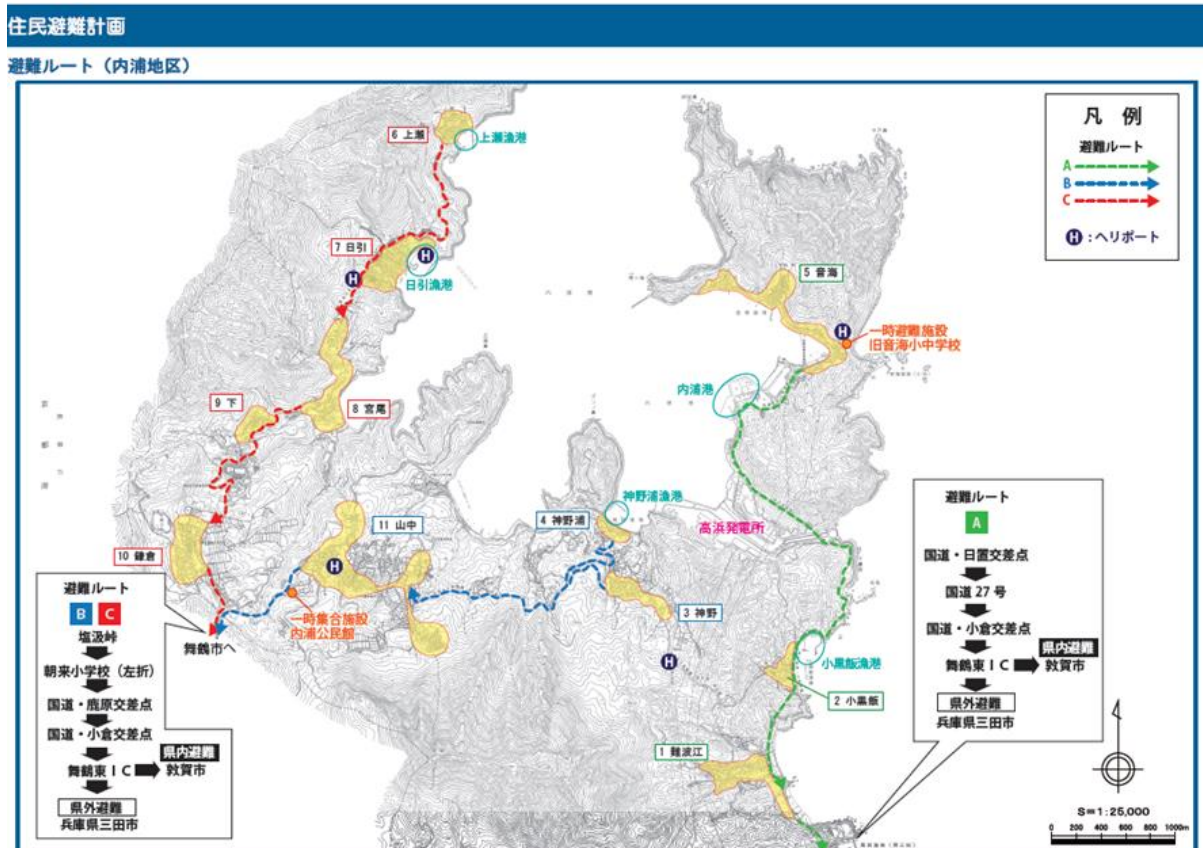 住民避難計画
避難ルート（内浦地区）
凡 例
避難ルート
A
B
C
H：ヘリポート
6 上瀬
上瀬漁港
7 日引
H
H
日引漁港
5 音海
H
一時避難施設
旧音海小中学校
内浦港
9 下
8 宮尾
神野浦漁港
4 神野浦
高浜発電所
11 山中
10 鎌倉
H
一時集合施設
内浦公民館
3 神野
舞鶴市へ
H
小黒飯漁港
2 小黒飯
1 難波江
避難ルート
B C
塩汲峠
朝来小学校（左折）
国道・鹿原交差点
国道・小倉交差点
舞鶴東ＩＣ
県内避難
敦賀市
県外避難
兵庫県三田市
避難ルート
A
国道・日置交差点
国道 27 号
国道・小倉交差点
舞鶴東ＩＣ
県内避難
敦賀市
県外避難
兵庫県三田市
S=1:25,000
0 200 400 600 800 1000m